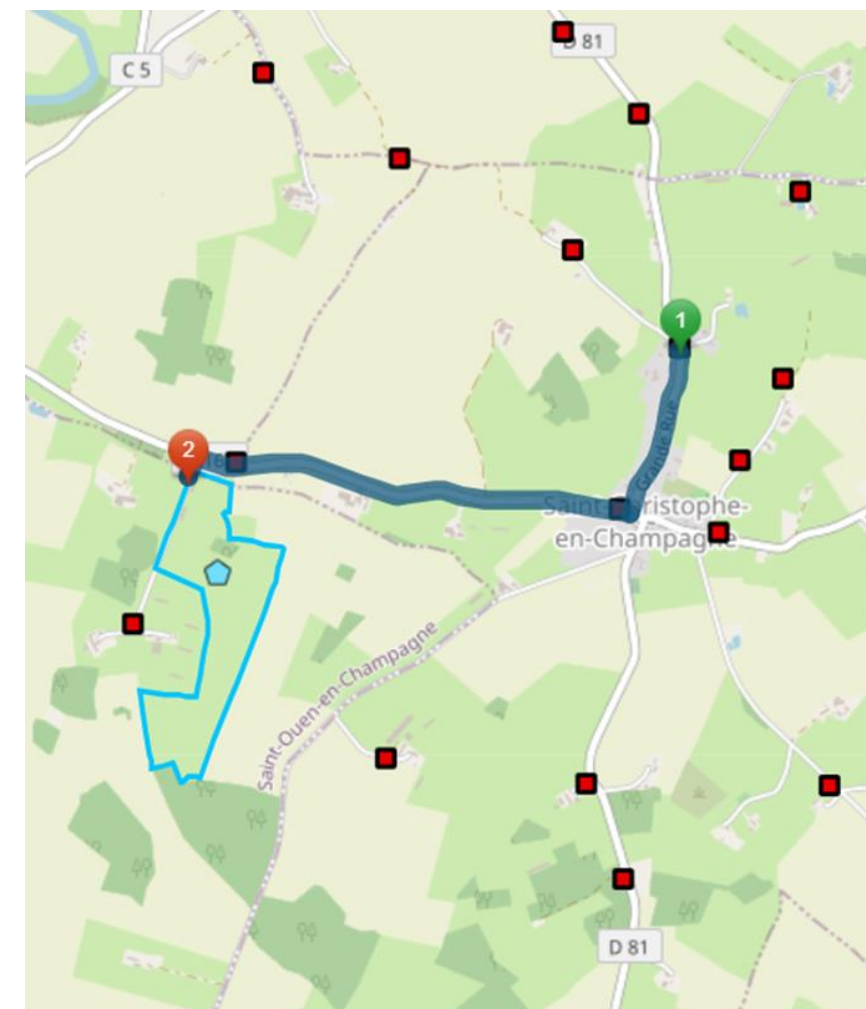 D 81
C 5
1
Grande Rue
2
Saint-Christophe-
en-Champagne
Saint-Ouen-en-Champagne
D 81